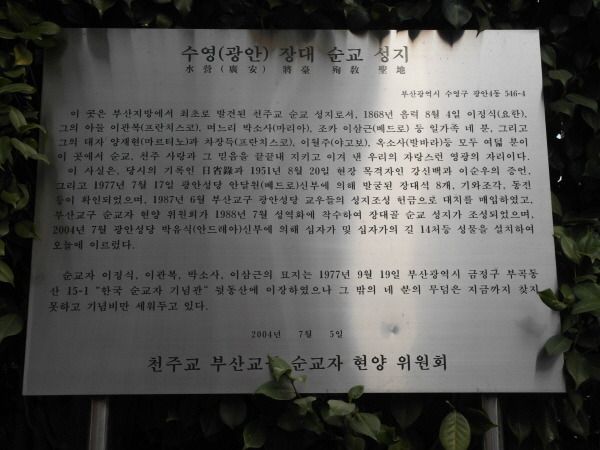 수영(광안) 장대 순교 성지
水營(廣安) 將臺 殉敎 聖地
부산광역시 수영구 광안4동 546-4
이 곳은 부산지방에서 최초로 발견된 천주교 순교 성지로서, 1868년 음력 8월 4일 이정식(요한),
그의 아들 이관복(프란치스코), 며느리 박소사(마리아), 조카 이삼근(베드로) 등 일가족 네 분, 그리고
그의 대자 양재현(마르티노)과 차장득(프란치스코), 이월주(야고보), 옥소사(발바라)등 모두 여덟 분이
이 곳에서 순교, 천주 사랑과 그 믿음을 끝끝내 지키고 이겨 낸 우리의 자랑스런 영광의 자리이다.
이 사실은, 당시의 기록인 日省錄과 1951년 8월 20일 현장 목격자인 강신백과 이순우의 증언,
그리고 1977년 7월 17일 광안성당 안달원(베드로)신부에 의해 발굴된 장대석 8개, 기와조각, 동전
등이 확인되었으며, 1987년 6월 부산교구 광안성당 교우들의 성지조성 헌금으로 대치를 매입하였고,
부산교구 순교자 현양 위원회가 1988년 7월 성역화에 착수하여 장대골 순교 성지가 조성되었으며,
2004년 7월 광안성당 박유식(안드레아)신부에 의해 십자가 및 십자가의 길 14처등 성물을 설치하여
오늘에 이르렀다.
순교자 이정식, 이관복, 박소사, 이삼근의 묘지는 1977년 9월 19일 부산광역시 금정구 부곡동
산 15-1 "한국 순교자 기념관" 뒷동산에 이장하였으나 그 밖의 네 분의 무덤은 지금까지 찾지
못하고 기념비만 세워두고 있다.
2004년 7월 5일
천주교 부산교구 순교자 현양 위원회